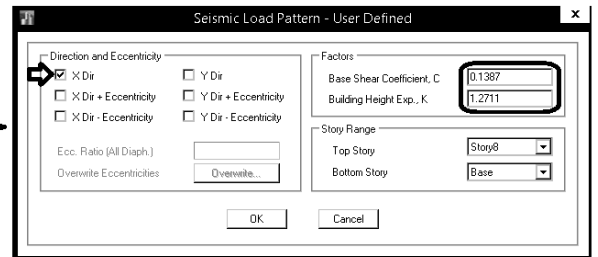 Seismic Load Pattern - User Defined
x
Direction and Eccentricity
X Dir
Y Dir
X Dir + Eccentricity
Y Dir + Eccentricity
X Dir - Eccentricity
Y Dir - Eccentricity
Ecc. Ratio (All Diaph.)
Overwrite Eccentricities
Overwrite...
Factors
Base Shear Coefficient, C
0.1387
Building Height Exp., K
1.2711
Story Range
Top Story
Story8
Bottom Story
Base
OK
Cancel